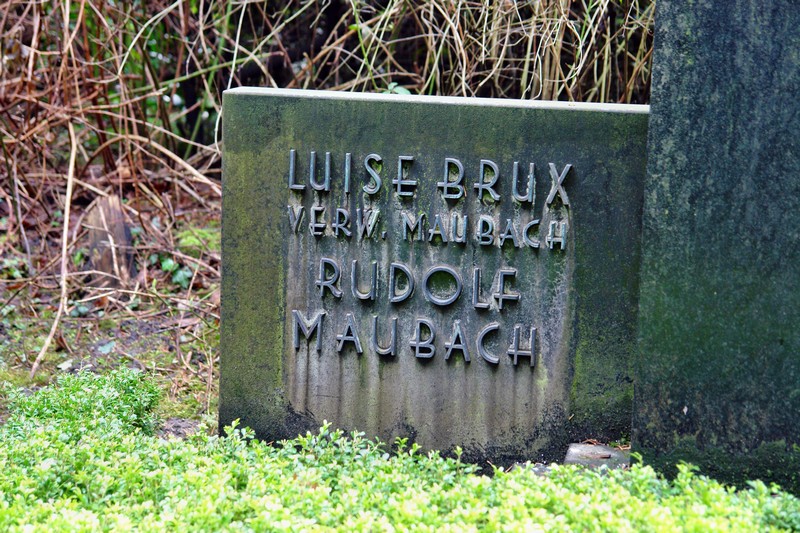 LUISE BRUX
VERW. MAUBACH
RUDOLF
MAUBACH